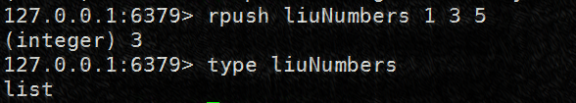 127.0.0.1:6379> rpush liuNumbers 1 3 5
(integer) 3
127.0.0.1:6379> type liuNumbers
list